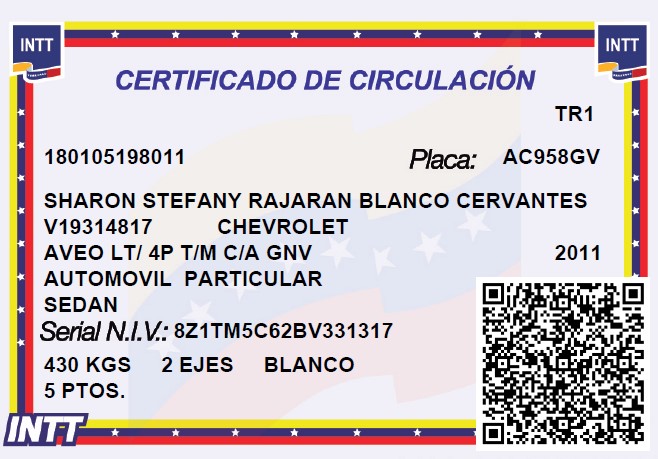 INTT INTT
CERTIFICADO DE CIRCULACIÓN
TR1
180105198011 Placa: AC958GV
SHARON STEFANY RAJARAN BLANCO CERVANTES
V19314817 CHEVROLET
AVEO LT/ 4P T/M C/A GNV 2011
AUTOMOVIL PARTICULAR
SEDAN
Serial N.I.V.: 8Z1TM5C62BV331317
430 KGS 2 EJES BLANCO
5 PTOS.
INTT